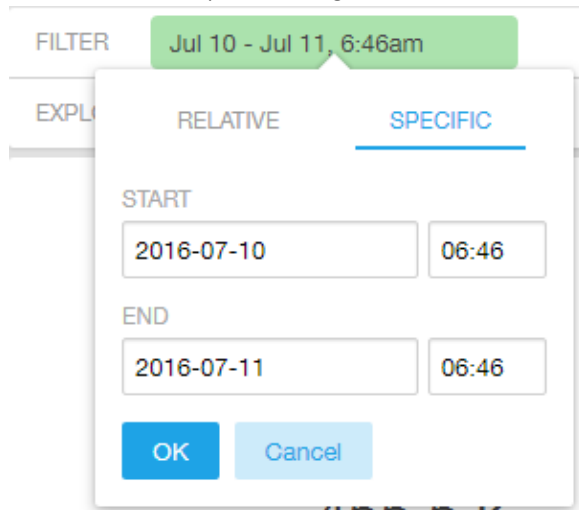 FILTER Jul 10 - Jul 11, 6:46am
EXPL
RELATIVE SPECIFIC
START
2016-07-10 06:46
END
2016-07-11 06:46
OK Cancel